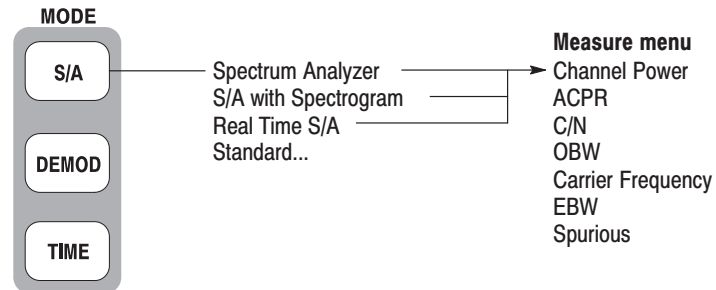 MODE
S/A
DEMOD
TIME
Spectrum Analyzer
S/A with Spectrogram
Real Time S/A
Standard...
Measure menu
Channel Power
ACPR
C/N
OBW
Carrier Frequency
EBW
Spurious